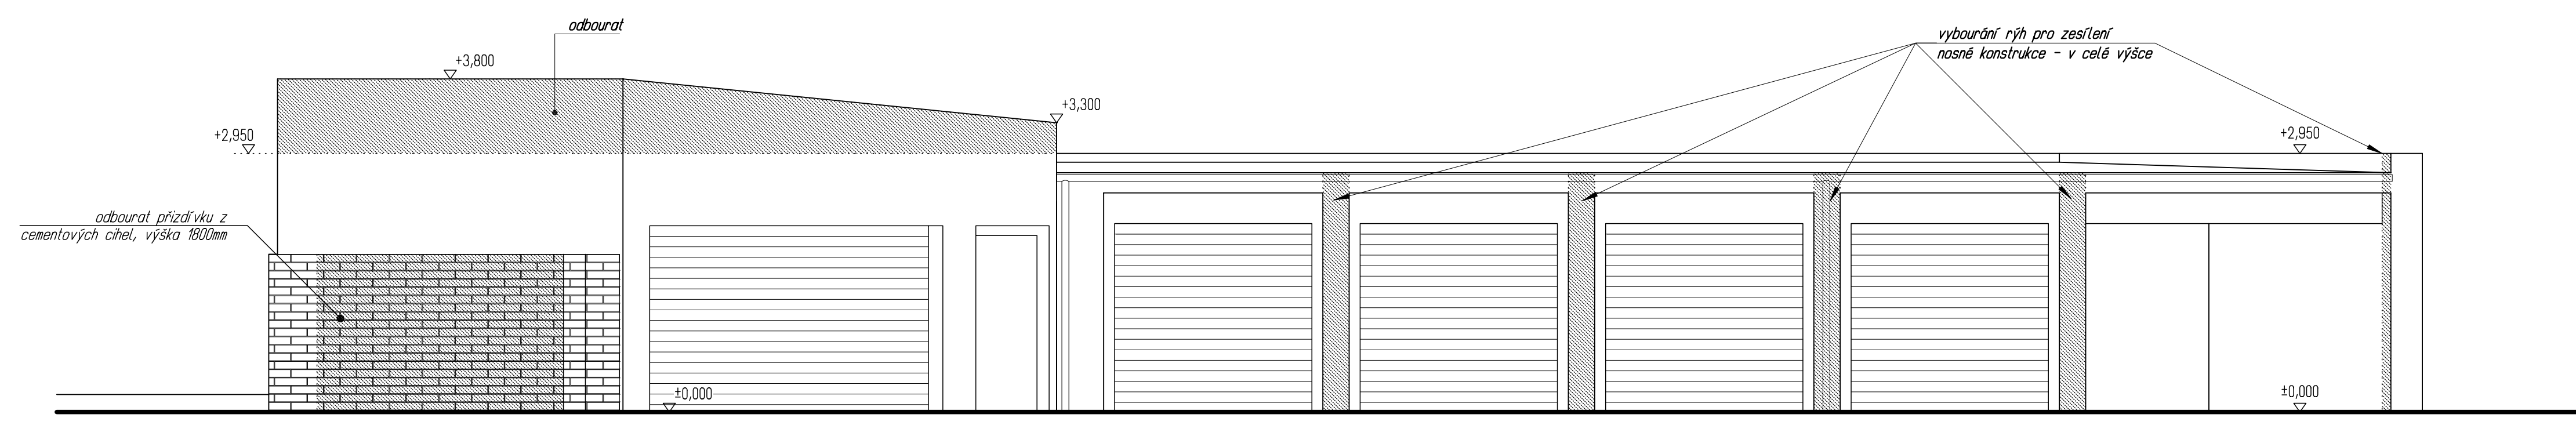 odbourat
+3,800
+3,300
+2,950
odbourat přizdívku z
cementových cihel, výška 1800mm
±0,000
vybourání rýh pro zesílení
nosné konstrukce - v celé výšce
+2,950
±0,000